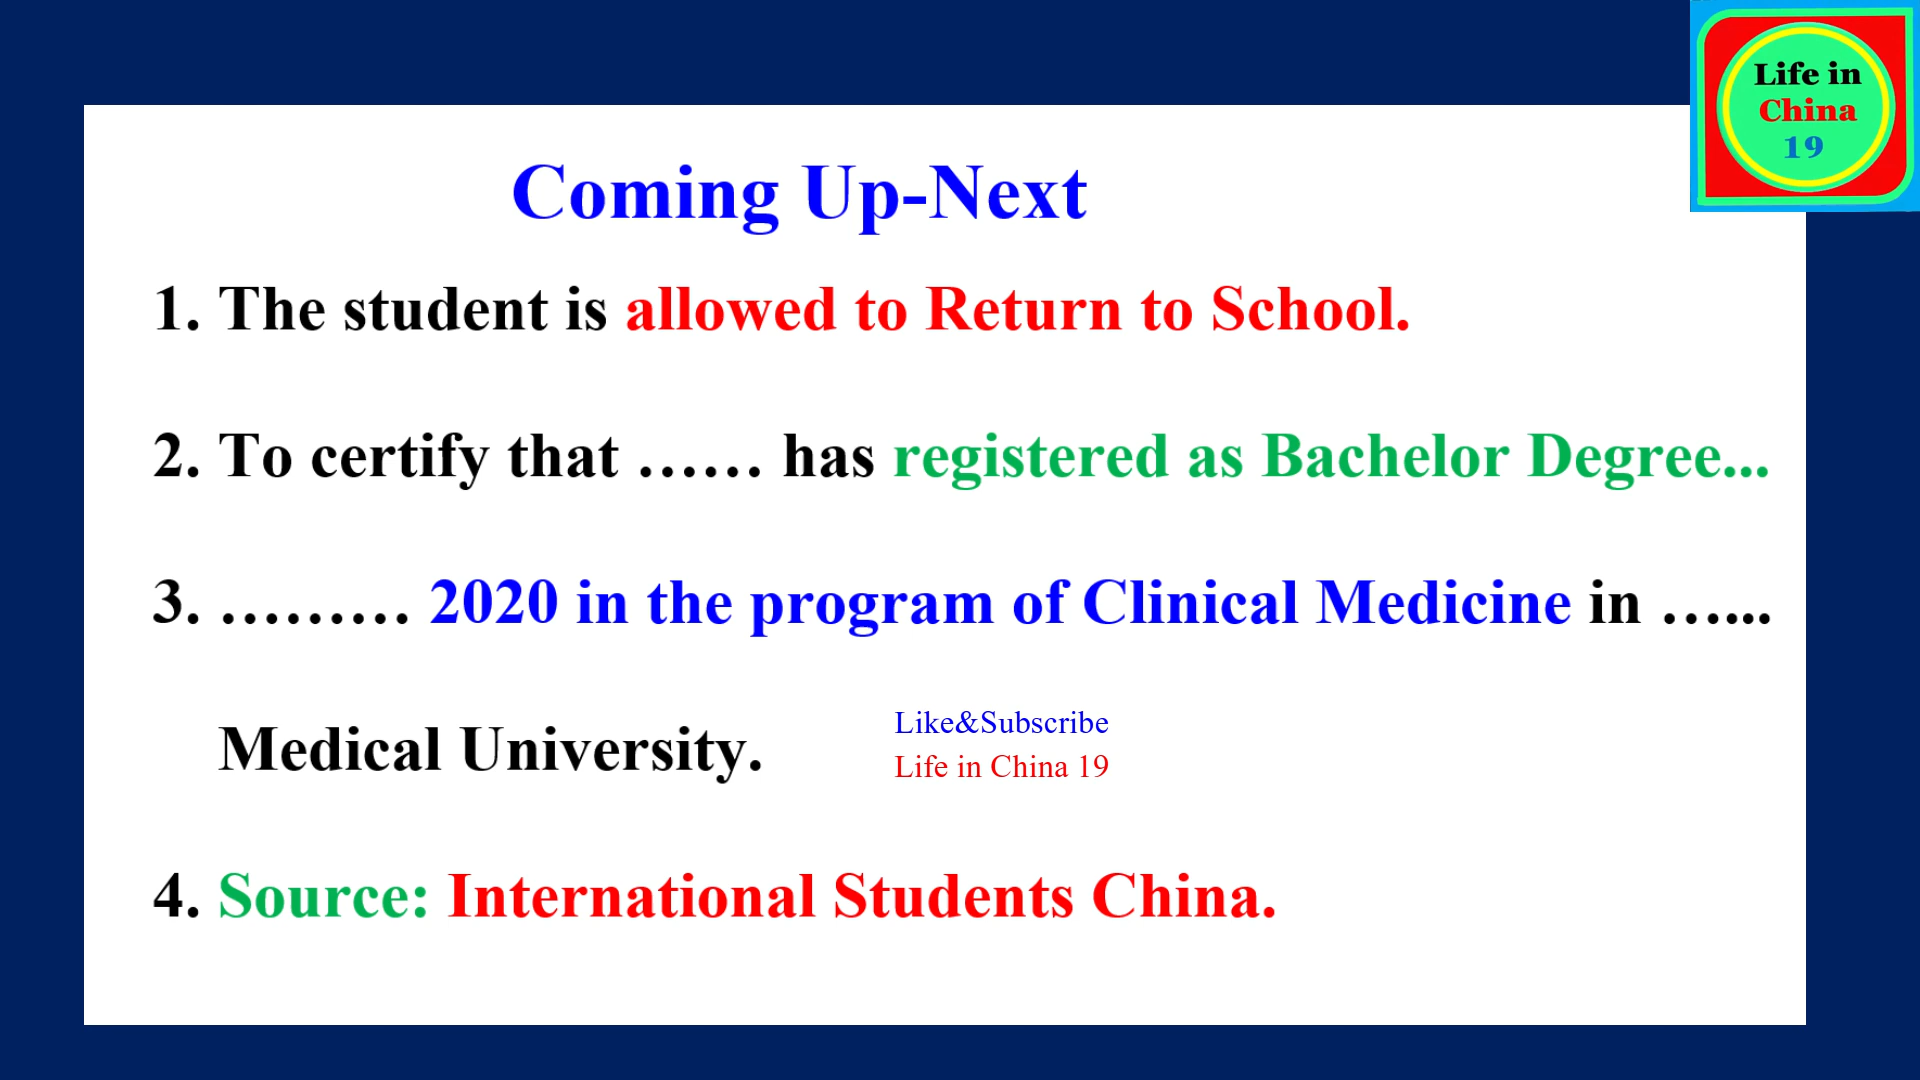 Life in
China
19
Coming Up-Next
1. The student is allowed to Return to School.
2. To certify that …… has registered as Bachelor Degree...
3. ……… 2020 in the program of Clinical Medicine in …...
Medical University.
Like&Subscribe
Life in China 19
4. Source: International Students China.